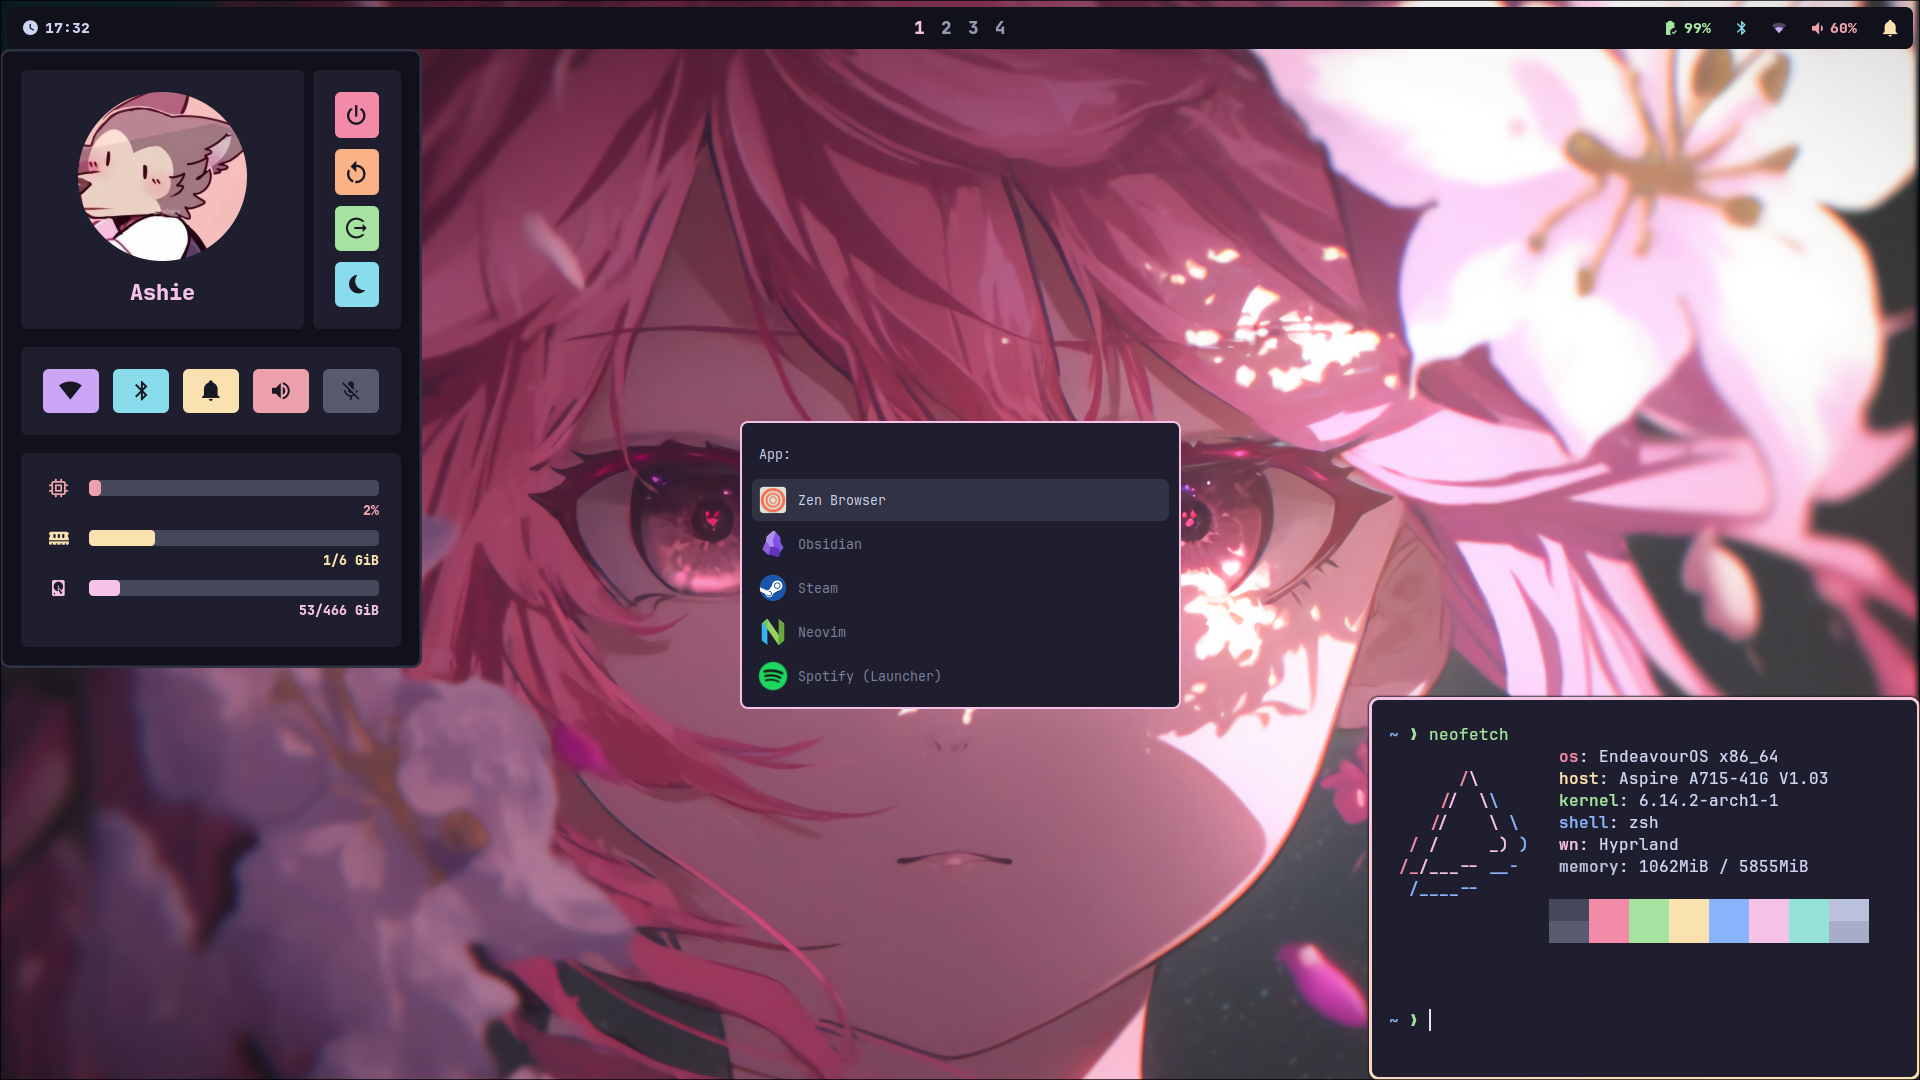 17:32
1 2 3 4
99%
60%
Ashie
2%
1/6 GiB
53/466 GiB
App:
Zen Browser
Obsidian
Steam
Neovim
Spotify (Launcher)
~ ❱ neofetch
os: EndeavourOS x86_64
host: Aspire A715-41G V1.03
kernel: 6.14.2-arch1-1
shell: zsh
wn: Hyprland
memory: 1062MiB / 5855MiB
~ ❱